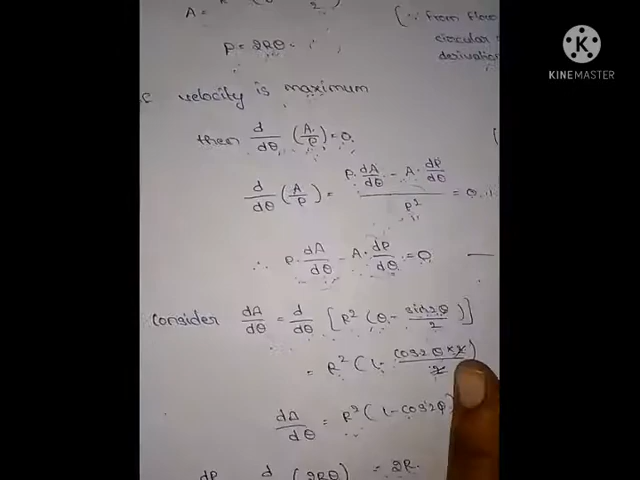 A =
P = 2Rθ
(∵ From flow
circular
derivation
velocity is maximum
then d/dθ (A/P) = 0
d/dθ (A/P) = (P · dA/dθ − A · dP/dθ) / P² = 0
∴ P · dA/dθ − A · dP/dθ = 0 —
Consider dA/dθ = d/dθ [R² (θ − sin2θ/2)]
= R² (1 − cos2θ × 2/2)
dA/dθ = R² (1 − cos2θ
dP d (2Rθ) = 2R.
K
KINEMASTER